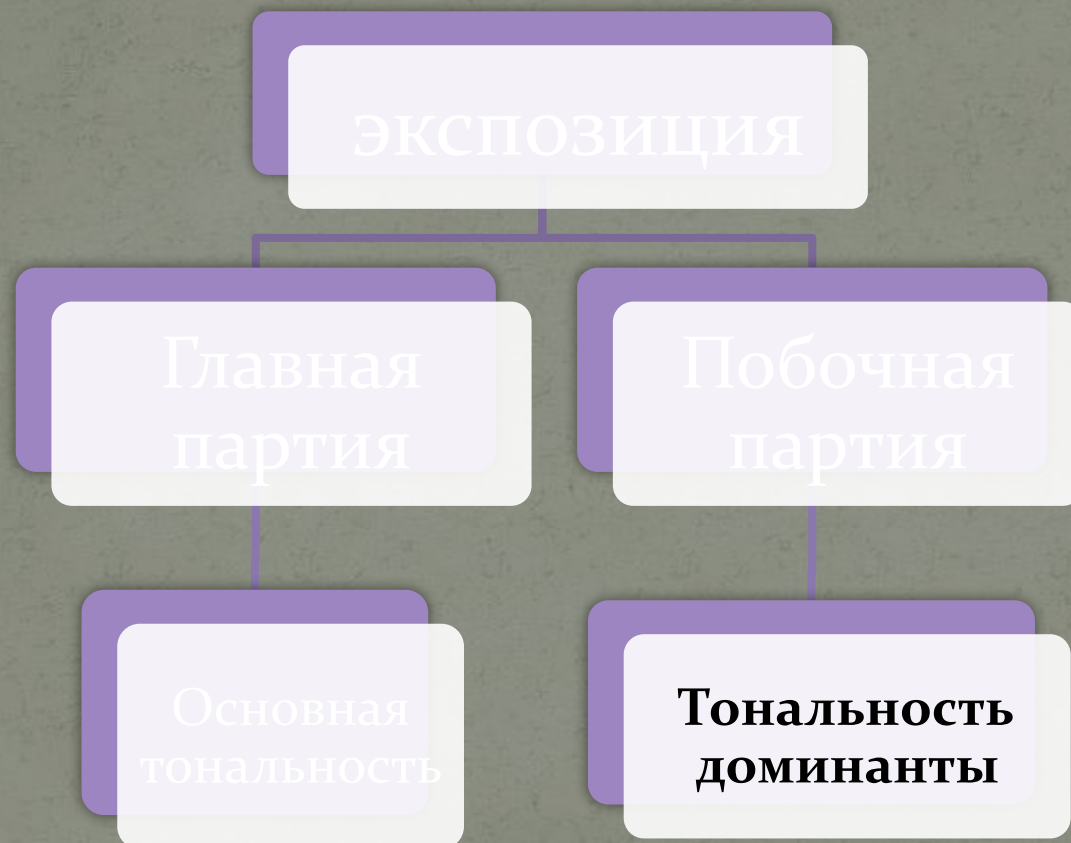 экспозиция
Главная
партия
Побочная
партия
Основная
тональность
Тональность
доминанты